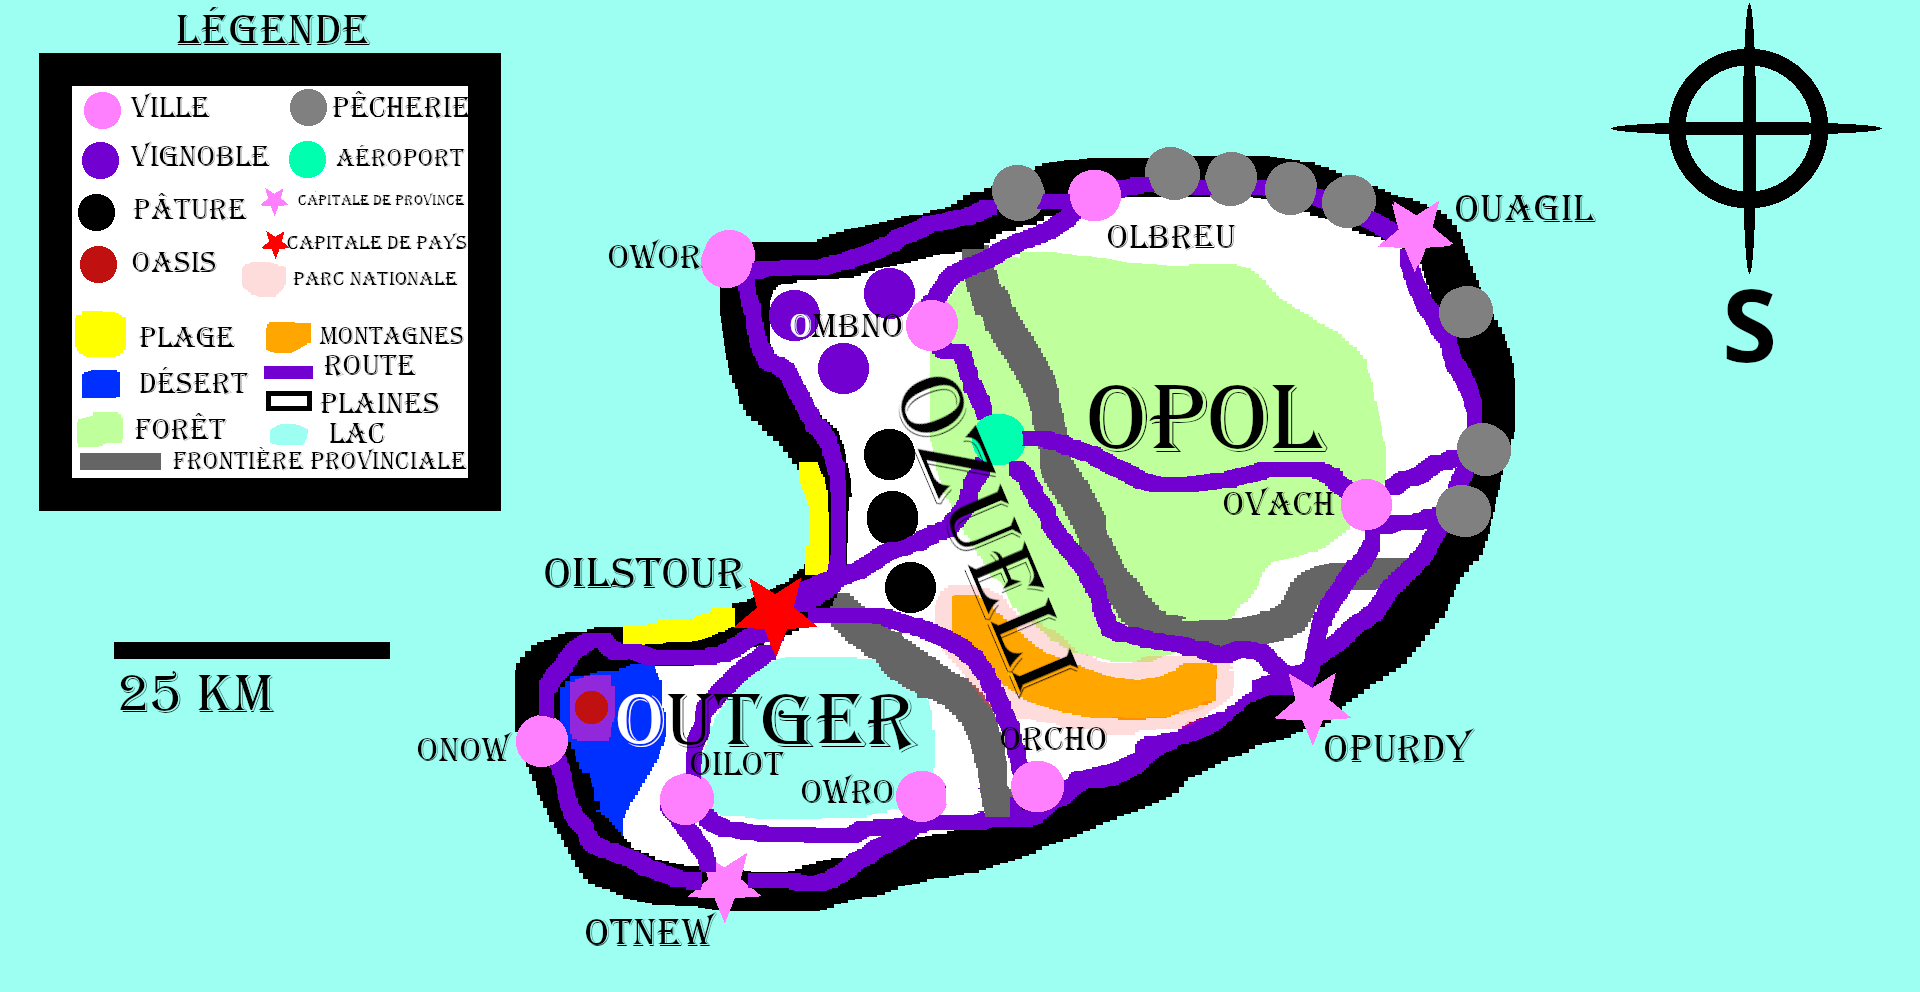 LÉGENDE
VILLE
PÊCHERIE
VIGNOBLE
AÉROPORT
PÂTURE
CAPITALE DE PROVINCE
CAPITALE DE PAYS
OASIS
PARC NATIONALE
PLAGE
MONTAGNES
ROUTE
DÉSERT
PLAINES
FORÊT
LAC
FRONTIÈRE PROVINCIALE
S
OUAGIL
OLBREU
OWOR
OMBNO
OPOL
OZUELI
OVACH
OILSTOUR
25 KM
OUTGER
ONOW
OILOT
ORCHO
OPURDY
OWRO
OTNEW